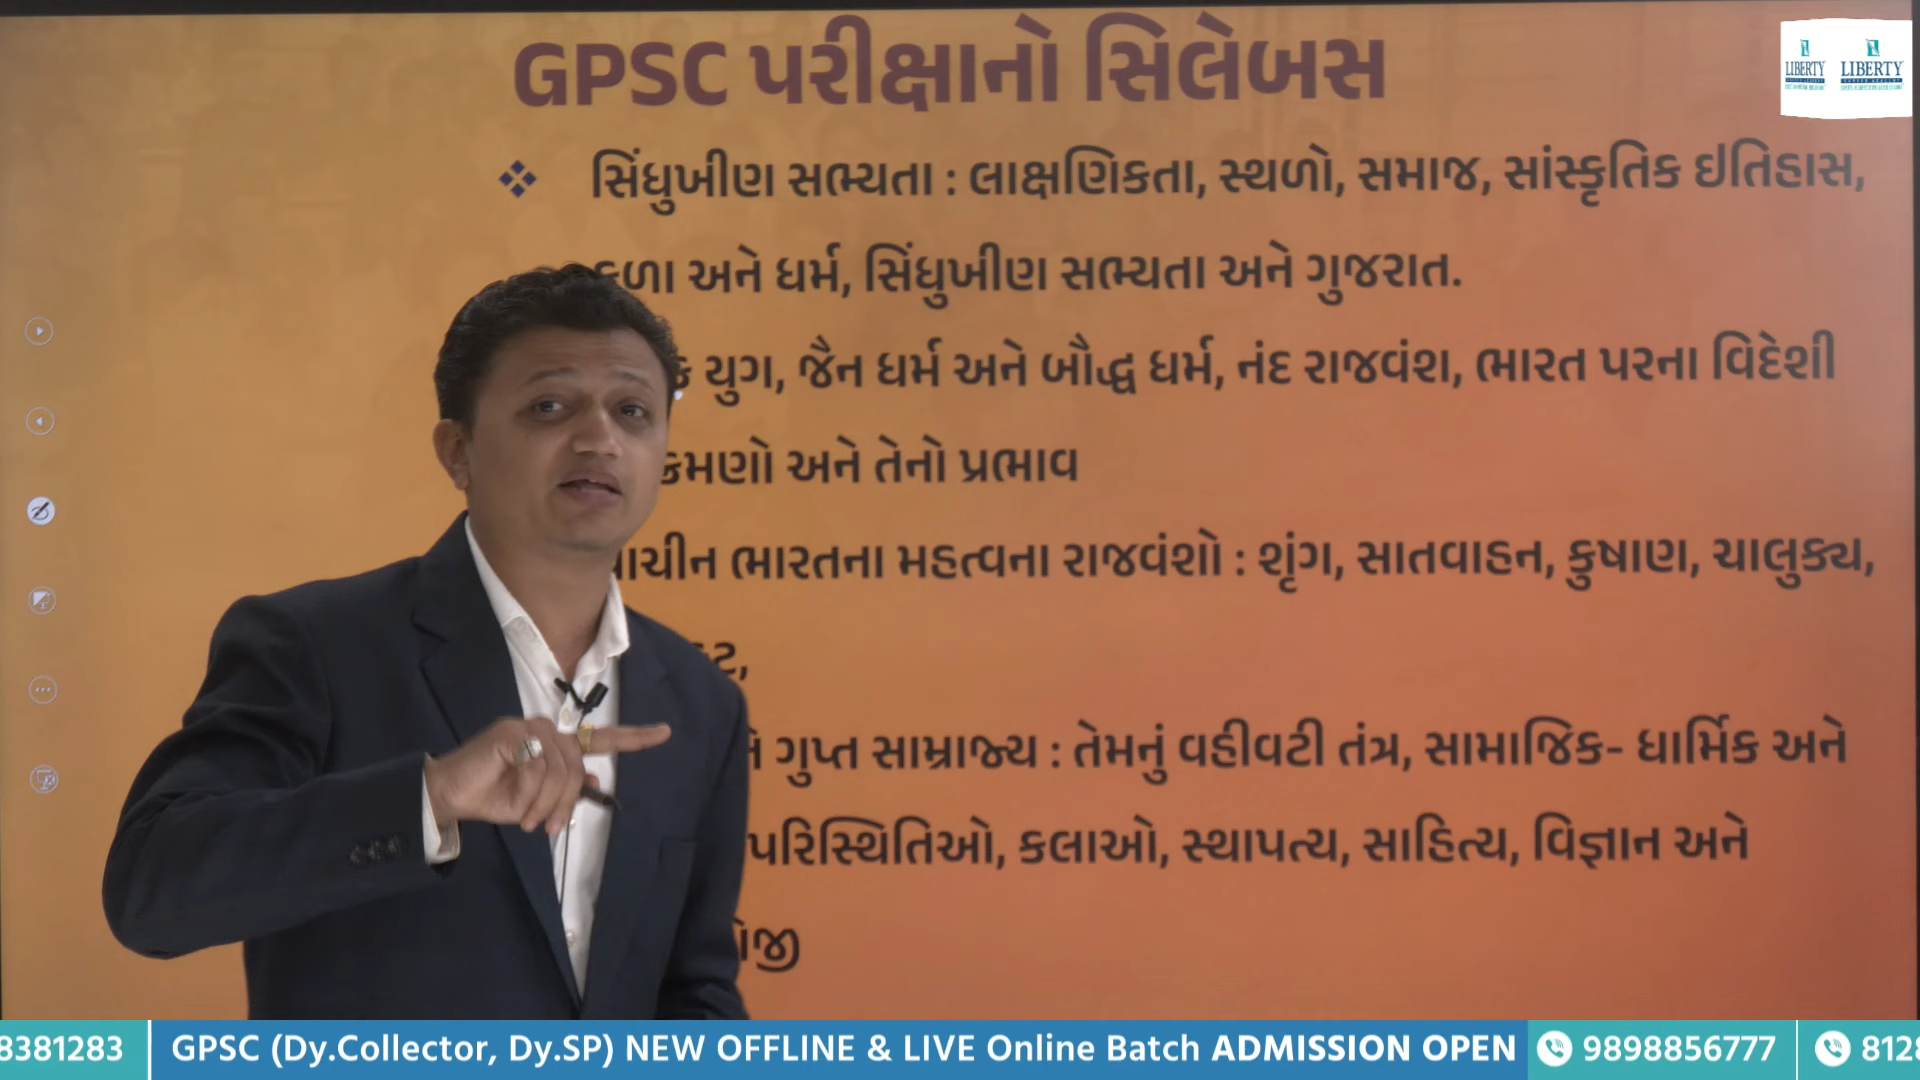 GPSC પરીક્ષાનો સિલેબસ
LIBERTY LIBERTY
સિંધુખીણ સભ્યતા : લાક્ષણિકતા, સ્થળો, સમાજ, સાંસ્કૃતિક ઈતિહાસ,
અને ધર્મ, સિંધુખીણ સભ્યતા અને ગુજરાત.
યુગ, જૈન ધર્મ અને બૌદ્ધ ધર્મ, નંદ રાજવંશ, ભારત પરના વિદેશી
અને તેનો પ્રભાવ
ભારતના મહત્વના રાજવંશો : શૃંગ, સાતવાહન, કુષાણ, ચાલુક્ય,
ગુપ્ત સામ્રાજ્ય : તેમનું વહીવટી તંત્ર, સામાજિક- ધાર્મિક અને
પરિસ્થિતિઓ, કલાઓ, સ્થાપત્ય, સાહિત્ય, વિજ્ઞાન અને
8381283 GPSC (Dy.Collector, Dy.SP) NEW OFFLINE & LIVE Online Batch ADMISSION OPEN 9898856777 812